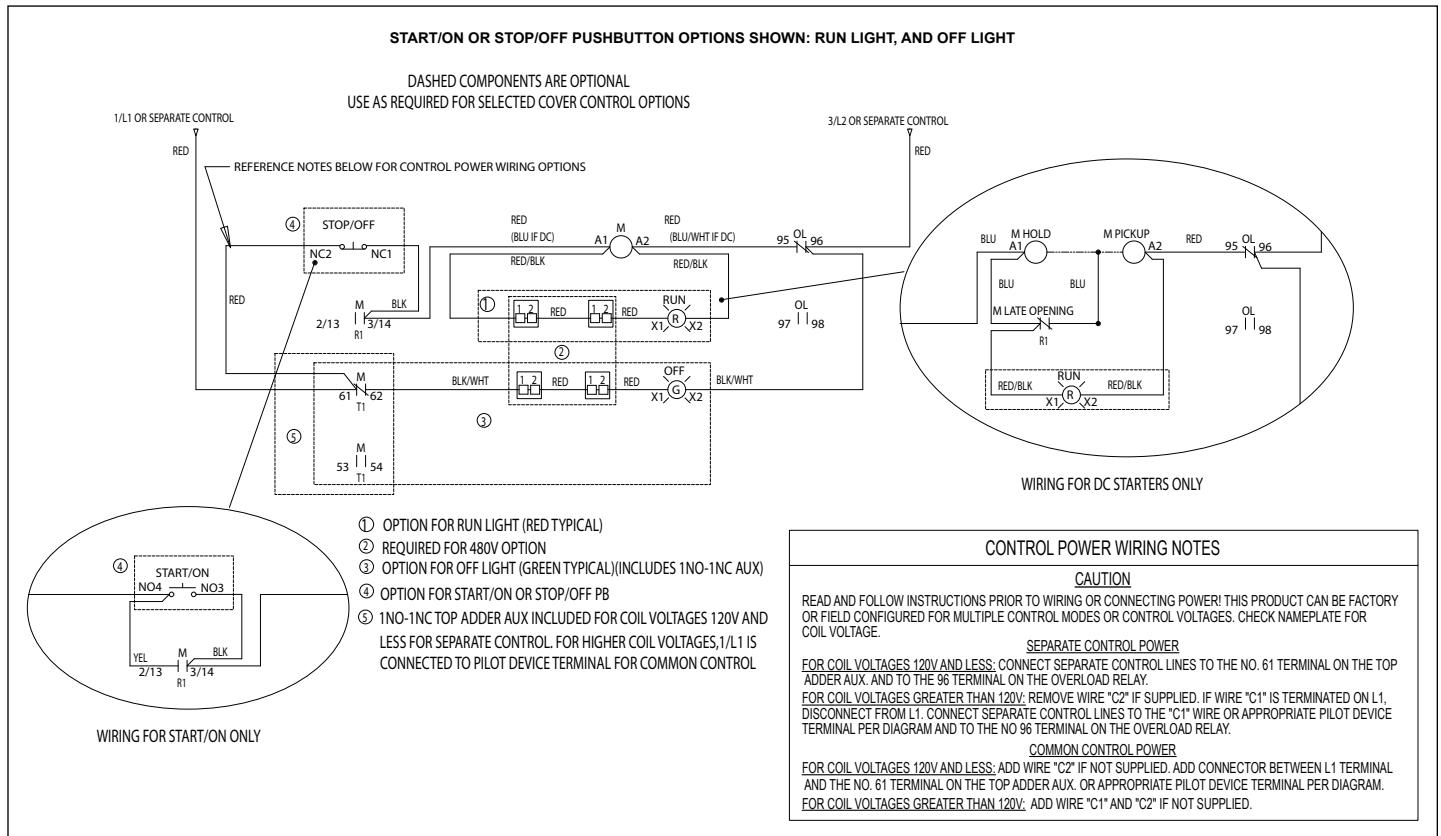 START/ON OR STOP/OFF PUSHBUTTON OPTIONS SHOWN: RUN LIGHT, AND OFF LIGHT
DASHED COMPONENTS ARE OPTIONAL
USE AS REQUIRED FOR SELECTED COVER CONTROL OPTIONS
1/L1 OR SEPARATE CONTROL
3/L2 OR SEPARATE CONTROL
RED
RED
REFERENCE NOTES BELOW FOR CONTROL POWER WIRING OPTIONS
④ STOP/OFF
NC2 NC1
RED
(BLU IF DC)
M
A1 A2
RED
(BLU/WHT IF DC)
95 OL 96
RED/BLK
RED/BLK
RED
M BLK
2/13 3/14
R1
①
1 2
RED
1 2
RED
RUN
X1 R X2
OL
97 98
②
M
61 62
T1
BLK/WHT
1 2
RED
1 2
RED
OFF
X1 G X2
BLK/WHT
③
⑤
M
53 54
T1
BLU
M HOLD
A1
M PICKUP
A2
RED
95 OL 96
BLU
BLU
M LATE OPENING
R1
OL
97 98
RUN
RED/BLK
X1 R X2
RED/BLK
WIRING FOR DC STARTERS ONLY
④
START/ON
NO4 NO3
YEL
M
BLK
2/13 3/14
R1
WIRING FOR START/ON ONLY
① OPTION FOR RUN LIGHT (RED TYPICAL)
② REQUIRED FOR 480V OPTION
③ OPTION FOR OFF LIGHT (GREEN TYPICAL)(INCLUDES 1NO-1NC AUX)
④ OPTION FOR START/ON OR STOP/OFF PB
⑤ 1NO-1NC TOP ADDER AUX INCLUDED FOR COIL VOLTAGES 120V AND
LESS FOR SEPARATE CONTROL. FOR HIGHER COIL VOLTAGES,1/L1 IS
CONNECTED TO PILOT DEVICE TERMINAL FOR COMMON CONTROL
CONTROL POWER WIRING NOTES
CAUTION
READ AND FOLLOW INSTRUCTIONS PRIOR TO WIRING OR CONNECTING POWER! THIS PRODUCT CAN BE FACTORY
OR FIELD CONFIGURED FOR MULTIPLE CONTROL MODES OR CONTROL VOLTAGES. CHECK NAMEPLATE FOR
COIL VOLTAGE.
SEPARATE CONTROL POWER
FOR COIL VOLTAGES 120V AND LESS: CONNECT SEPARATE CONTROL LINES TO THE NO. 61 TERMINAL ON THE TOP
ADDER AUX. AND TO THE 96 TERMINAL ON THE OVERLOAD RELAY.
FOR COIL VOLTAGES GREATER THAN 120V: REMOVE WIRE "C2" IF SUPPLIED. IF WIRE "C1" IS TERMINATED ON L1,
DISCONNECT FROM L1. CONNECT SEPARATE CONTROL LINES TO THE "C1" WIRE OR APPROPRIATE PILOT DEVICE
TERMINAL PER DIAGRAM AND TO THE NO 96 TERMINAL ON THE OVERLOAD RELAY.
COMMON CONTROL POWER
FOR COIL VOLTAGES 120V AND LESS: ADD WIRE "C2" IF NOT SUPPLIED. ADD CONNECTOR BETWEEN L1 TERMINAL
AND THE NO. 61 TERMINAL ON THE TOP ADDER AUX. OR APPROPRIATE PILOT DEVICE TERMINAL PER DIAGRAM.
FOR COIL VOLTAGES GREATER THAN 120V: ADD WIRE "C1" AND "C2" IF NOT SUPPLIED.